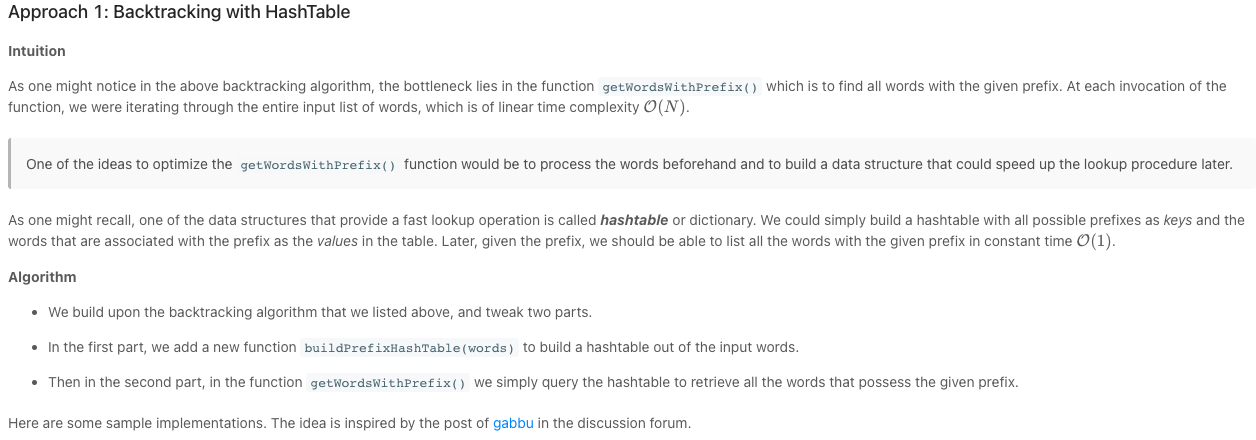 Approach 1: Backtracking with HashTable
Intuition
As one might notice in the above backtracking algorithm, the bottleneck lies in the function getWordsWithPrefix() which is to find all words with the given prefix. At each invocation of the
function, we were iterating through the entire input list of words, which is of linear time complexity O(N).
One of the ideas to optimize the getWordsWithPrefix() function would be to process the words beforehand and to build a data structure that could speed up the lookup procedure later.
As one might recall, one of the data structures that provide a fast lookup operation is called hashtable or dictionary. We could simply build a hashtable with all possible prefixes as keys and the
words that are associated with the prefix as the values in the table. Later, given the prefix, we should be able to list all the words with the given prefix in constant time O(1).
Algorithm
• We build upon the backtracking algorithm that we listed above, and tweak two parts.
• In the first part, we add a new function buildPrefixHashTable(words) to build a hashtable out of the input words.
• Then in the second part, in the function getWordsWithPrefix() we simply query the hashtable to retrieve all the words that possess the given prefix.
Here are some sample implementations. The idea is inspired by the post of gabbu in the discussion forum.